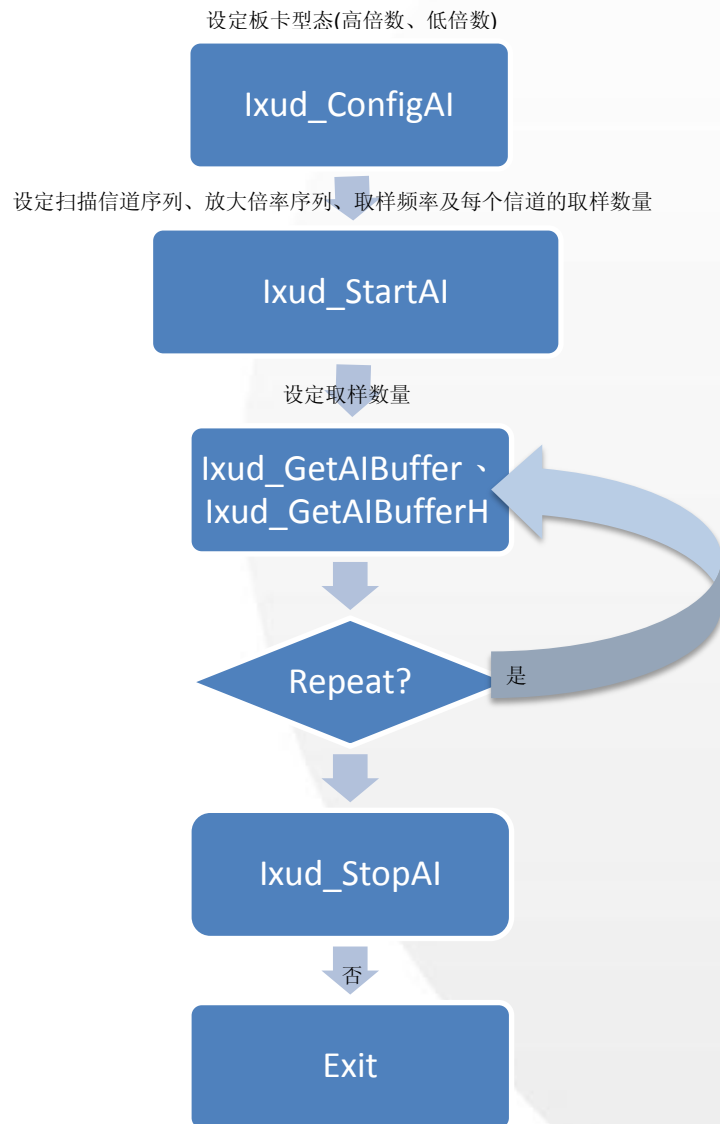 设定板卡型态(高倍数、低倍数)
Ixud_ConfigAI
设定扫描信道序列、放大倍率序列、取样频率及每个信道的取样数量
Ixud_StartAI
设定取样数量
Ixud_GetAIBuffer、
Ixud_GetAIBufferH
Repeat?
是
Ixud_StopAI
否
Exit